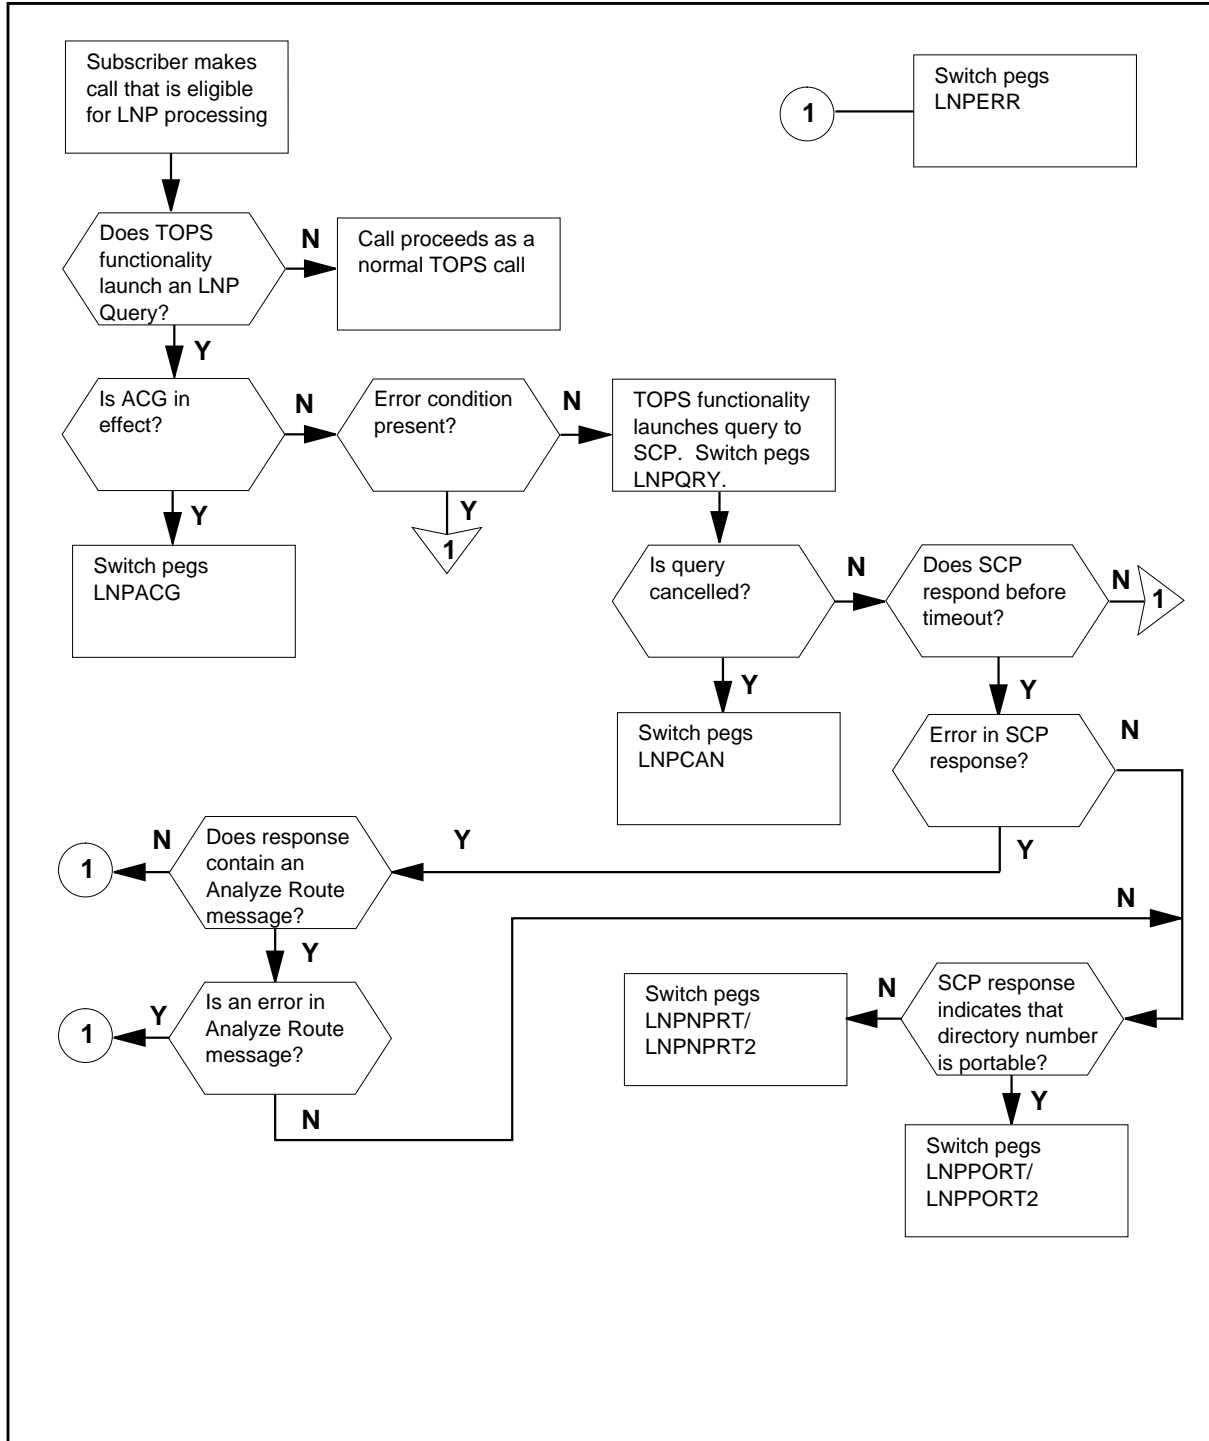 Subscriber makes
call that is eligible
for LNP processing
1
Switch pegs
LNPERR
Does TOPS
functionality
launch an LNP
Query?
N
Call proceeds as a
normal TOPS call
Y
Is ACG in
effect?
N
Error condition
present?
N
TOPS functionality
launches query to
SCP. Switch pegs
LNPQRY.
Y
Y
1
Switch pegs
LNPACG
Is query
cancelled?
N
Does SCP
respond before
timeout?
N
1
Y
Y
Switch pegs
LNPCAN
Error in SCP
response?
N
Y
Y
Does response
contain an
Analyze Route
message?
N
1
N
Y
Is an error in
Analyze Route
message?
Y
1
N
SCP response
indicates that
directory number
is portable?
N
Switch pegs
LNPNPRT/
LNPNPRT2
Y
Switch pegs
LNPPORT/
LNPPORT2